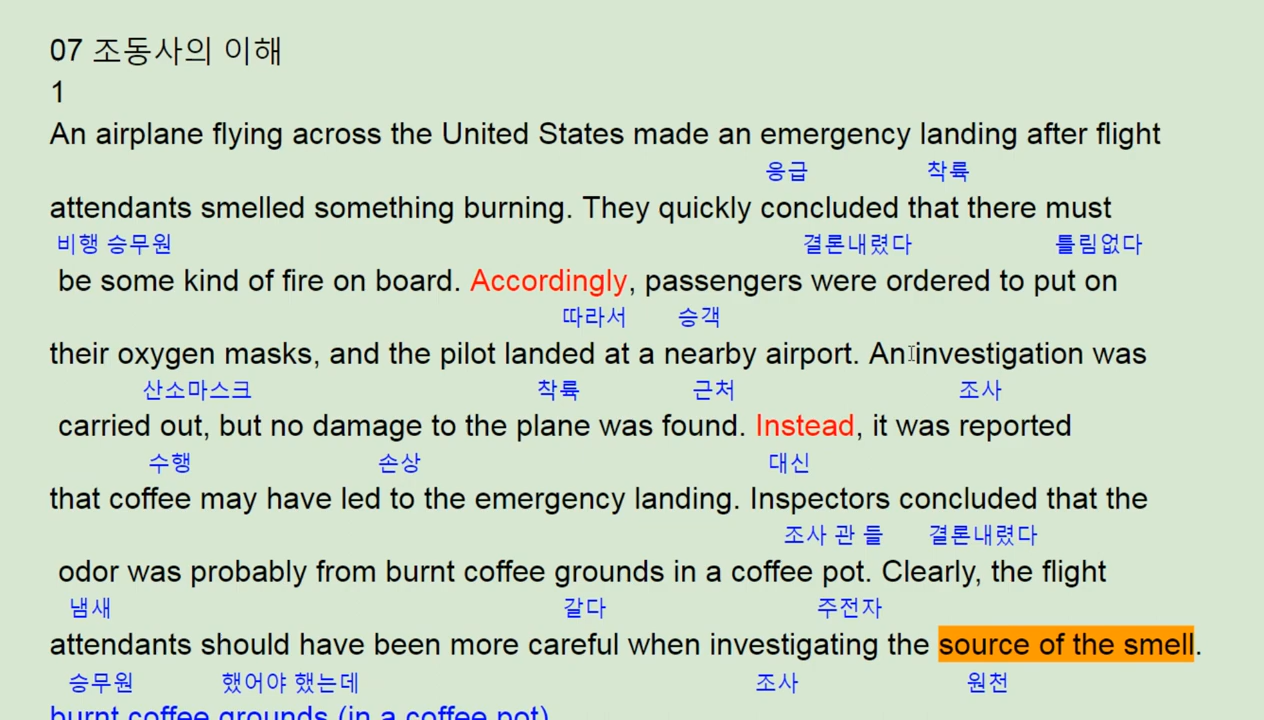 07 조동사의 이해
1
An airplane flying across the United States made an emergency landing after flight
응급 착륙
attendants smelled something burning. They quickly concluded that there must
비행 승무원 결론내렸다 틀림없다
be some kind of fire on board. Accordingly, passengers were ordered to put on
따라서 승객
their oxygen masks, and the pilot landed at a nearby airport. An investigation was
산소마스크 착륙 근처 조사
carried out, but no damage to the plane was found. Instead, it was reported
수행 손상 대신
that coffee may have led to the emergency landing. Inspectors concluded that the
조사 관 들 결론내렸다
odor was probably from burnt coffee grounds in a coffee pot. Clearly, the flight
냄새 갈다 주전자
attendants should have been more careful when investigating the source of the smell.
승무원 했어야 했는데 조사 원천
burnt coffee grounds (in a coffee pot)